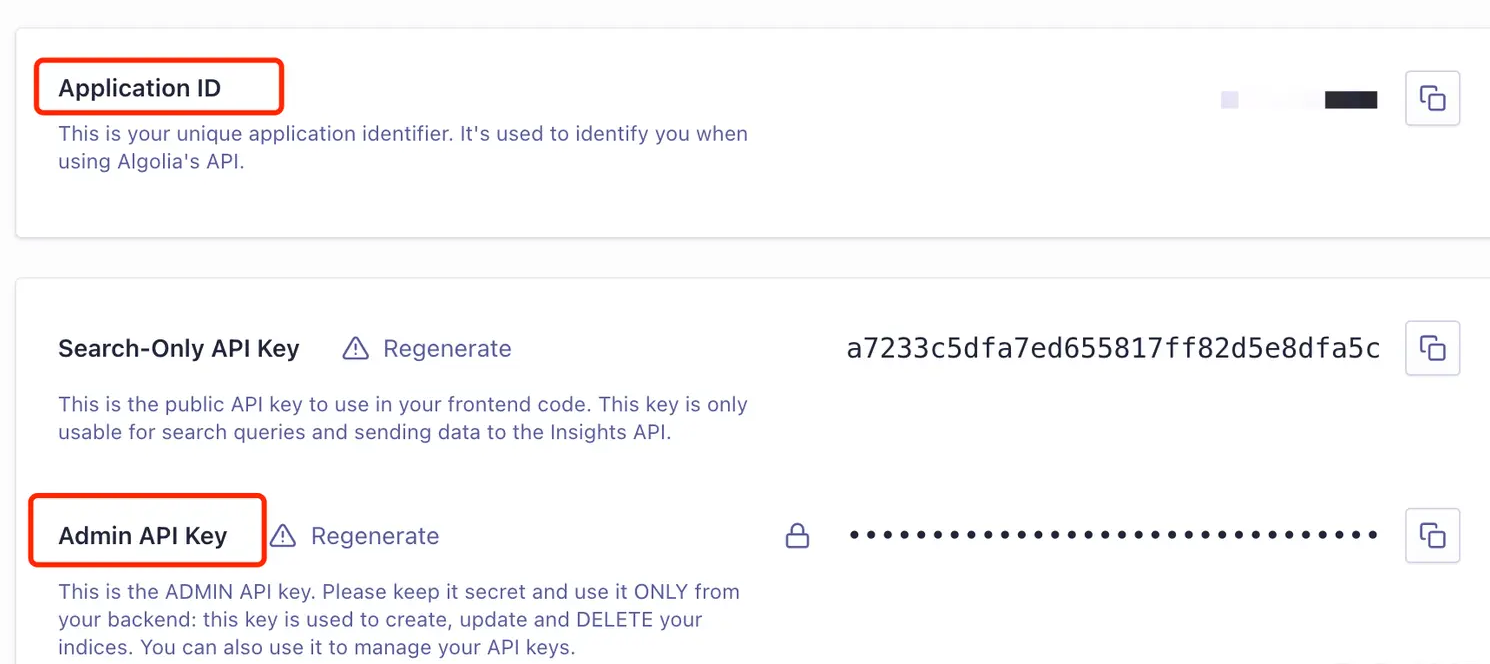 Application ID
This is your unique application identifier. It's used to identify you when
using Algolia's API.
Search-Only API Key Regenerate a7233c5dfa7ed655817ff82d5e8dfa5c
This is the public API key to use in your frontend code. This key is only
usable for search queries and sending data to the Insights API.
Admin API Key Regenerate ••••••••••••••••••••••••••••••••
This is the ADMIN API key. Please keep it secret and use it ONLY from
your backend: this key is used to create, update and DELETE your
indices. You can also use it to manage your API keys.